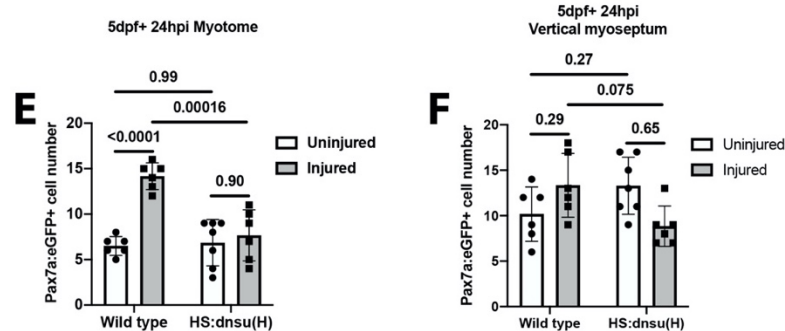 5dpf+ 24hpi Myotome
E
0.99
0.00016
<0.0001
0.90
Pax7a:eGFP+ cell number
20
15
10
5
0
Wild type
HS:dnsu(H)
Uninjured
Injured
5dpf+ 24hpi
Vertical myoseptum
F
0.27
0.075
0.29
0.65
Pax7a:eGFP+ cell number
20
15
10
5
0
Wild type
HS:dnsu(H)
Uninjured
Injured